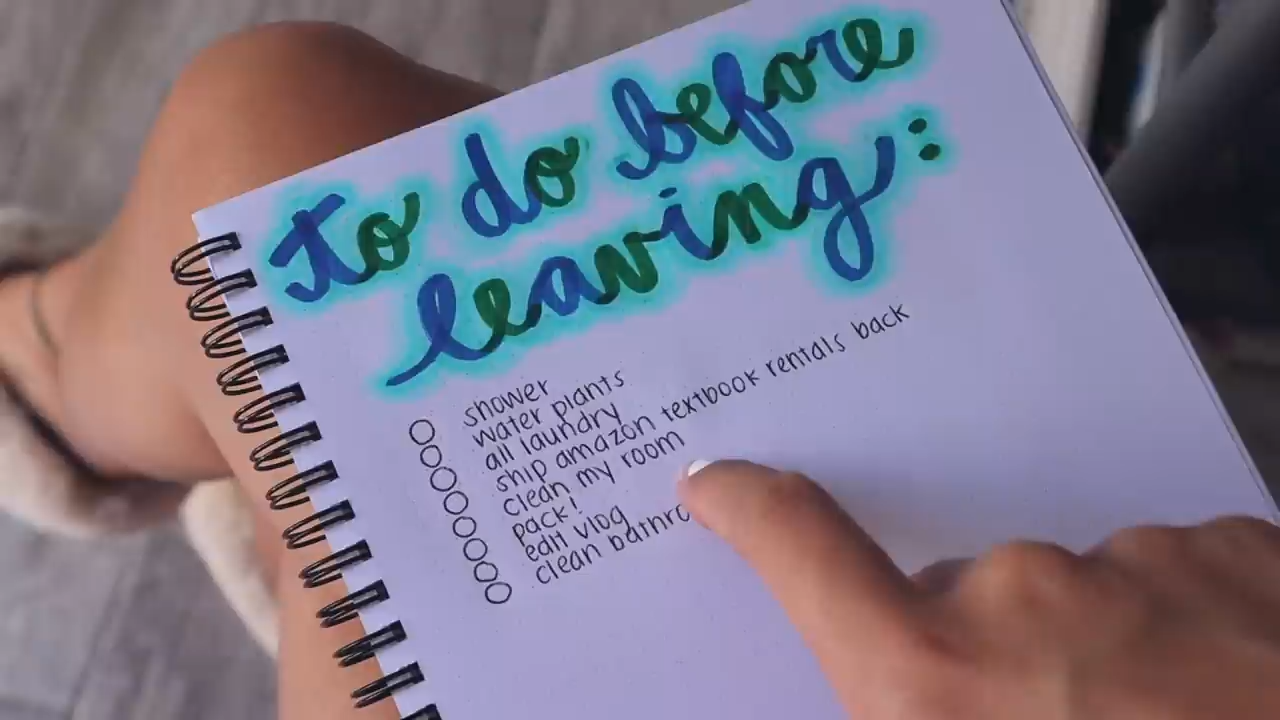 to do before
leaving:
shower
water plants
all laundry
ship amazon textbook rentals back
clean my room
pack!
edit vlog
clean bathro